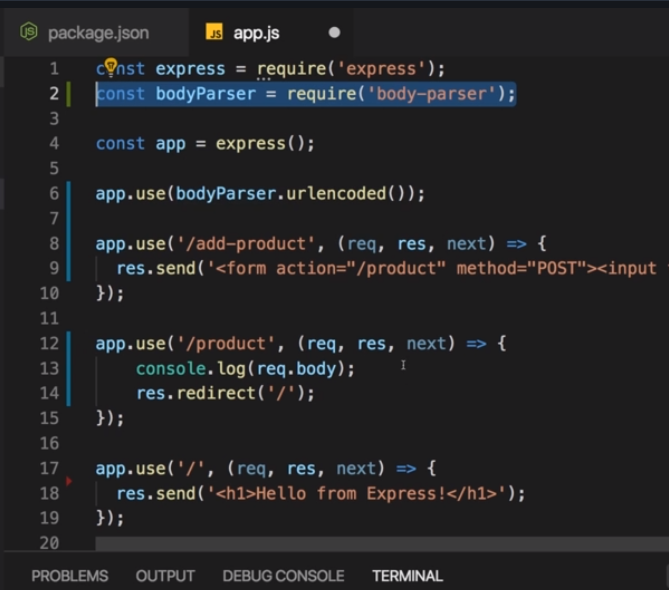 package.json
JS app.js
1 const express = require('express');
2 const bodyParser = require('body-parser');
3
4 const app = express();
5
6 app.use(bodyParser.urlencoded());
7
8 app.use('/add-product', (req, res, next) => {
9 res.send('<form action="/product" method="POST"><input
10 });
11
12 app.use('/product', (req, res, next) => {
13 console.log(req.body);
14 res.redirect('/');
15 });
16
17 app.use('/', (req, res, next) => {
18 res.send('<h1>Hello from Express!</h1>');
19 });
20
PROBLEMS OUTPUT DEBUG CONSOLE TERMINAL